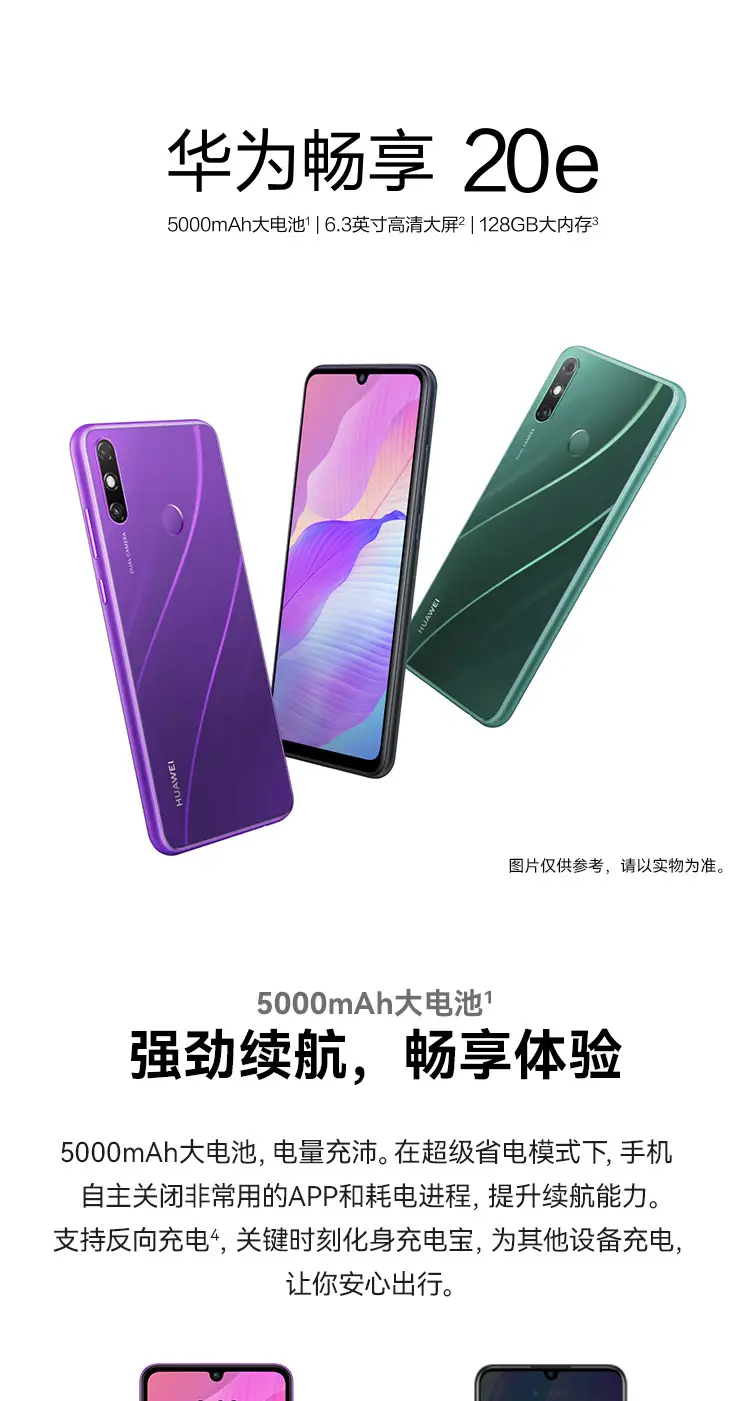 华为畅享 20e
5000mAh大电池¹ | 6.3英寸高清大屏² | 128GB大内存³
DUAL CAMERA
HUAWEI
DUAL CAMERA
HUAWEI
图片仅供参考，请以实物为准。
5000mAh大电池¹
强劲续航，畅享体验
5000mAh大电池, 电量充沛。在超级省电模式下, 手机
自主关闭非常用的APP和耗电进程, 提升续航能力。
支持反向充电⁴, 关键时刻化身充电宝, 为其他设备充电,
让你安心出行。